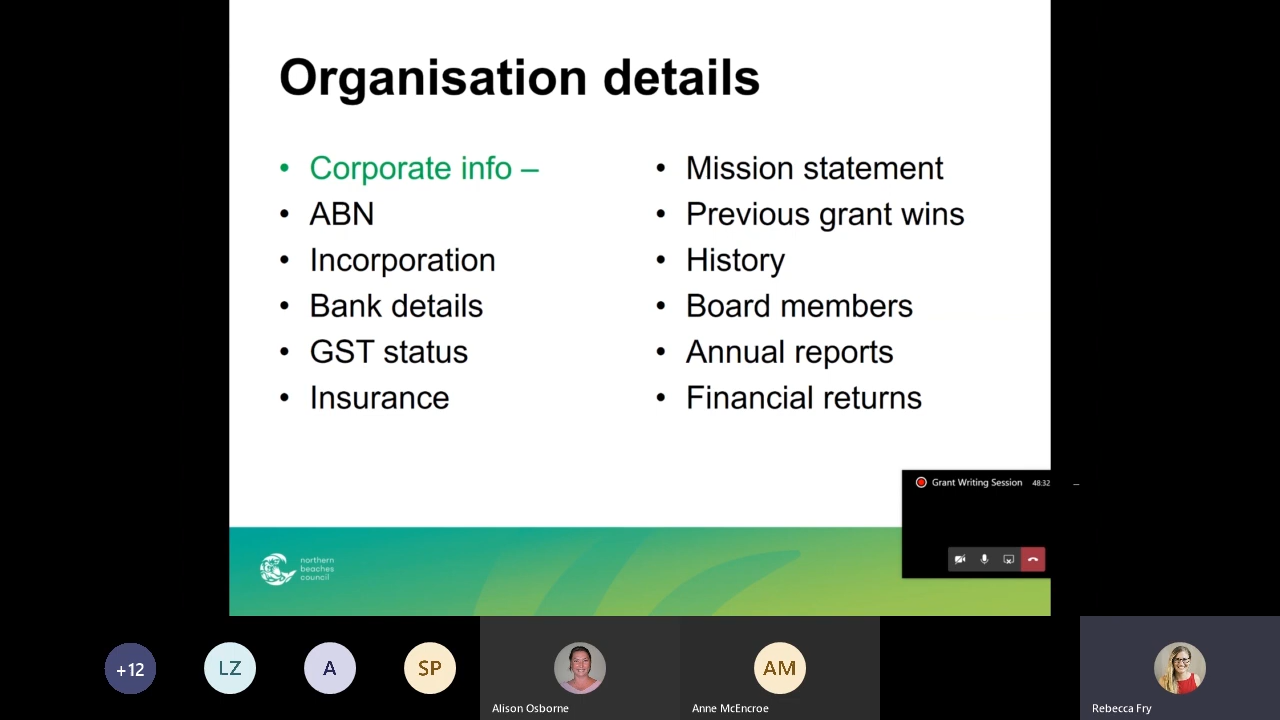 Organisation details
• Corporate info –
• ABN
• Incorporation
• Bank details
• GST status
• Insurance
• Mission statement
• Previous grant wins
• History
• Board members
• Annual reports
• Financial returns
Grant Writing Session 48:32
northern
beaches
council
+12
LZ
A
SP
Alison Osborne
AM
Anne McEncroe
Rebecca Fry